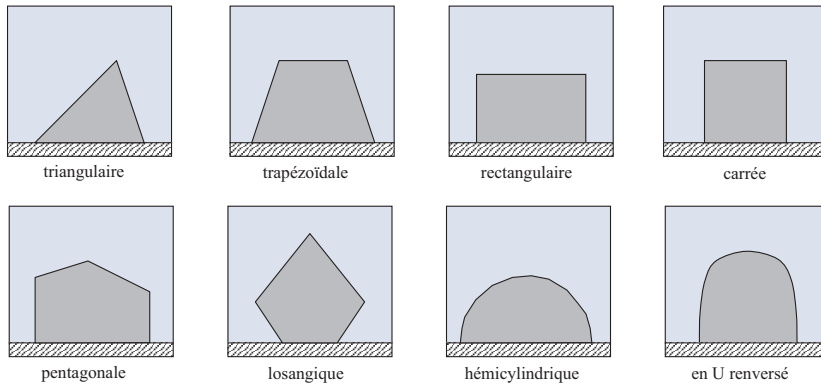 triangulaire
trapézoïdale
rectangulaire
carrée
pentagonale
losangique
hémicylindrique
en U renversé